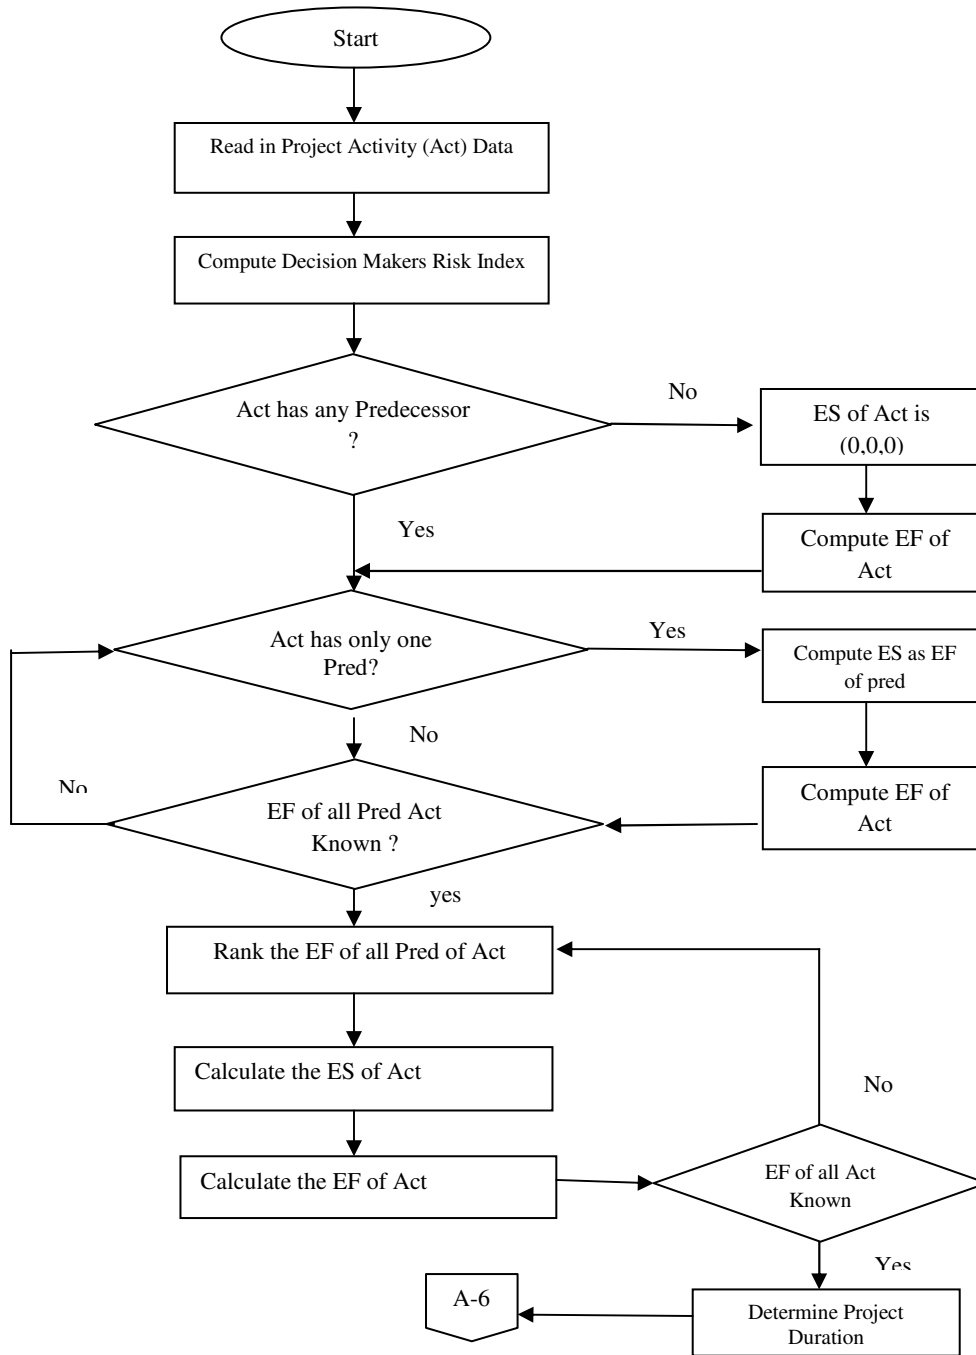 Start
Read in Project Activity (Act) Data
Compute Decision Makers Risk Index
Act has any Predecessor
?
No
ES of Act is
(0,0,0)
Yes
Compute EF of
Act
Act has only one
Pred?
Yes
Compute ES as EF
of pred
No
No
EF of all Pred Act
Known ?
Compute EF of
Act
yes
Rank the EF of all Pred of Act
Calculate the ES of Act
No
Calculate the EF of Act
EF of all Act
Known
Yes
A-6
Determine Project
Duration